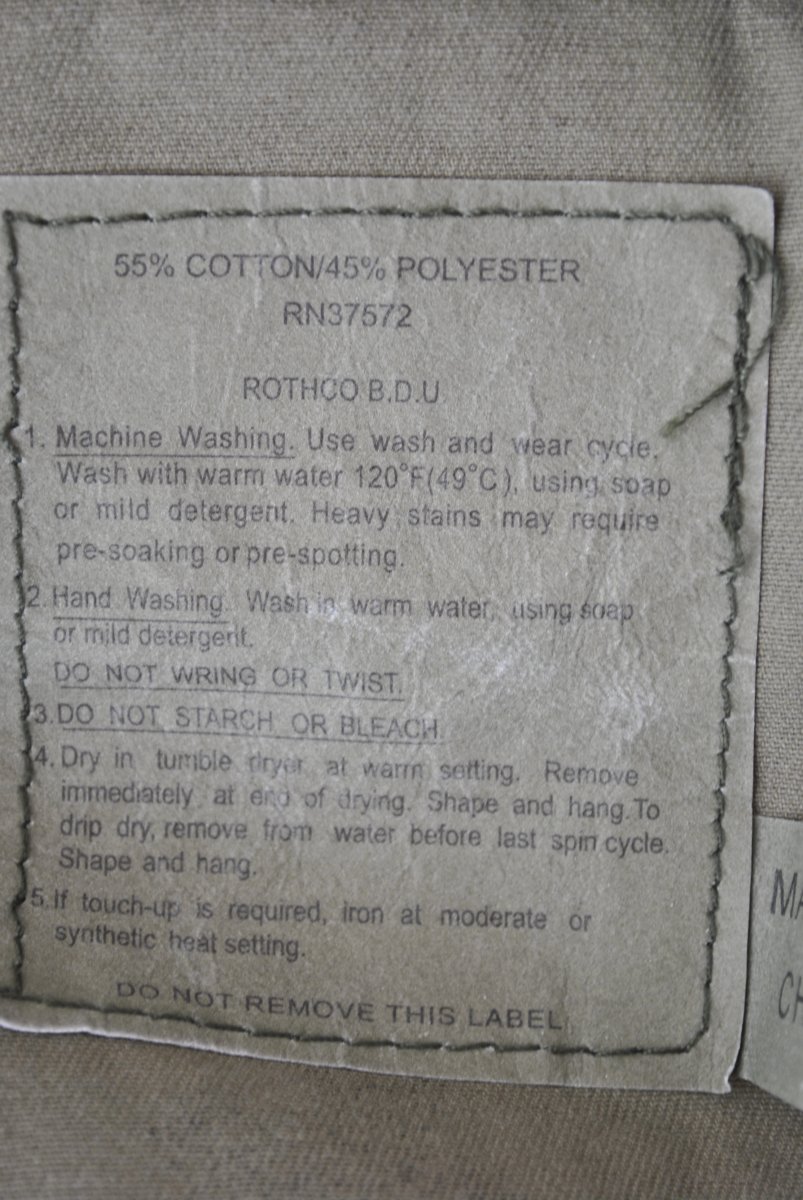 55% COTTON/45% POLYESTER
RN37572
ROTHCO B.D.U
1. Machine Washing. Use wash and wear cycle.
Wash with warm water 120°F(49°C), using soap
or mild detergent. Heavy stains may require
pre-soaking or pre-spotting.
2. Hand Washing. Wash in warm water, using soap
or mild detergent.
DO NOT WRING OR TWIST.
3. DO NOT STARCH OR BLEACH.
4. Dry in tumble dryer at warm setting. Remove
immediately at end of drying. Shape and hang. To
drip dry, remove from water before last spin cycle.
Shape and hang.
5. If touch-up is required, iron at moderate or
synthetic heat setting.
DO NOT REMOVE THIS LABEL